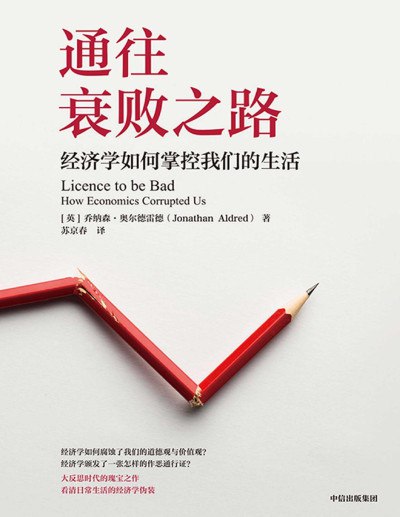 通往
衰败之路
经济学如何掌控我们的生活
Licence to be Bad
How Economics Corrupted Us
[英] 乔纳森·奥尔德雷德（Jonathan Aldred） 著
苏京春 译
经济学如何腐蚀了我们的道德观与价值观？
经济学颁发了一张怎样的作恶通行证？
大反思时代的瑰宝之作
看清日常生活的经济学伪装
中信出版集团